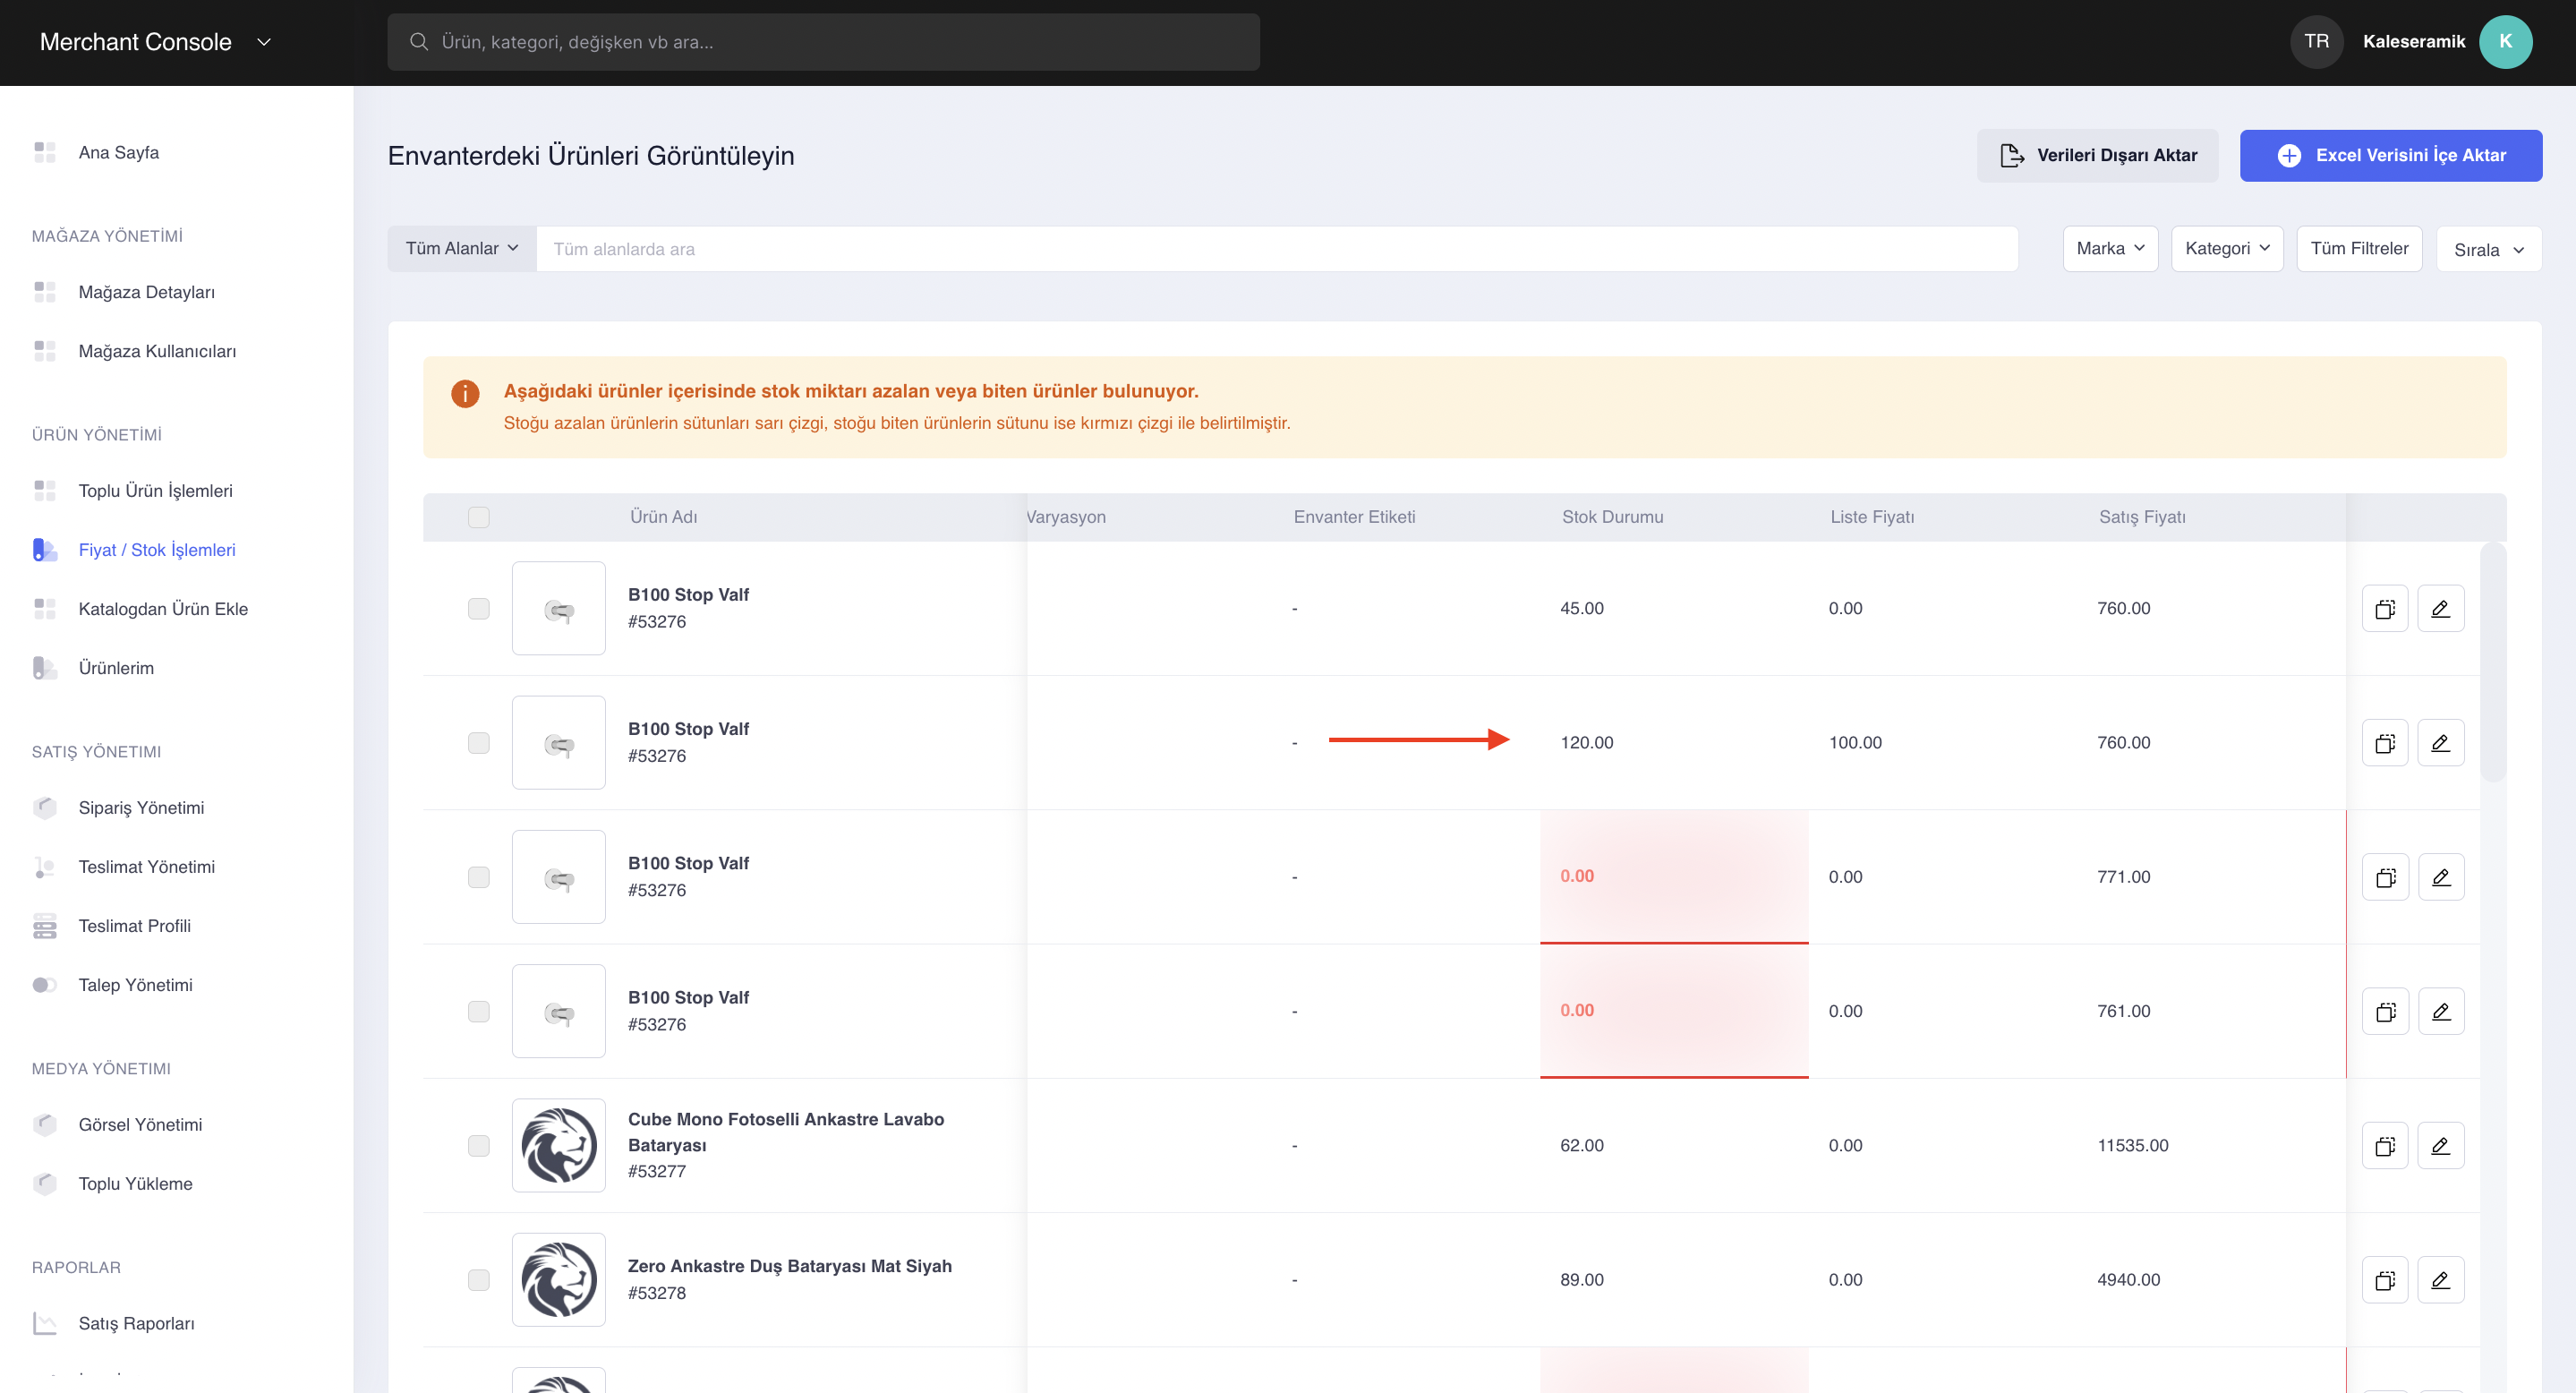 Merchant Console
Ürün, kategori, değişken vb ara...
TR
Kaleseramik
K
Ana Sayfa
MAĞAZA YÖNETİMİ
Mağaza Detayları
Mağaza Kullanıcıları
ÜRÜN YÖNETİMİ
Toplu Ürün İşlemleri
Fiyat / Stok İşlemleri
Katalogdan Ürün Ekle
Ürünlerim
SATIŞ YÖNETIMI
Sipariş Yönetimi
Teslimat Yönetimi
Teslimat Profili
Talep Yönetimi
MEDYA YÖNETIMI
Görsel Yönetimi
Toplu Yükleme
RAPORLAR
Satış Raporları
Envanterdeki Ürünleri Görüntüleyin
Verileri Dışarı Aktar
Excel Verisini İçe Aktar
Tüm Alanlar
Tüm alanlarda ara
Marka
Kategori
Tüm Filtreler
Sırala
Aşağıdaki ürünler içerisinde stok miktarı azalan veya biten ürünler bulunuyor.
Stoğu azalan ürünlerin sütunları sarı çizgi, stoğu biten ürünlerin sütunu ise kırmızı çizgi ile belirtilmiştir.
Ürün Adı Varyasyon Envanter Etiketi Stok Durumu Liste Fiyatı Satış Fiyatı
B100 Stop Valf
#53276
- 45.00 0.00 760.00
B100 Stop Valf
#53276
- 120.00 100.00 760.00
B100 Stop Valf
#53276
- 0.00 0.00 771.00
B100 Stop Valf
#53276
- 0.00 0.00 761.00
Cube Mono Fotoselli Ankastre Lavabo
Bataryası
#53277
- 62.00 0.00 11535.00
Zero Ankastre Duş Bataryası Mat Siyah
#53278
- 89.00 0.00 4940.00